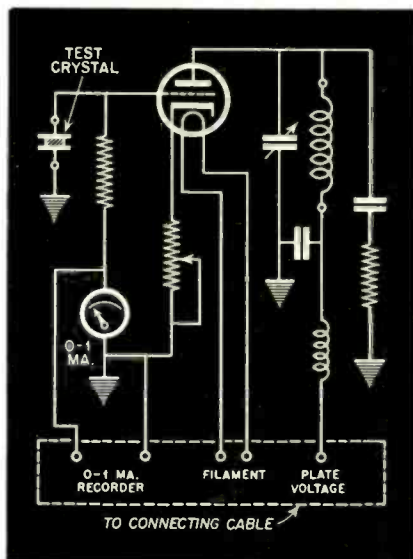 TEST
CRYSTAL
0-1
MA.
0-1 MA.
RECORDER
FILAMENT
PLATE
VOLTAGE
TO CONNECTING CABLE